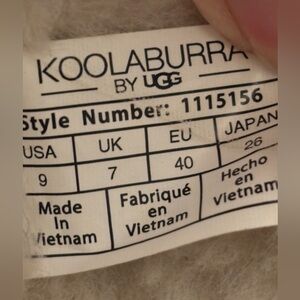 KOOLABURRA
BY UGG
Style Number: 1115156
USA UK EU JAPAN
9 7 40 26
Made in Vietnam
Fabriqué en Vietnam
Hecho en Vietnam